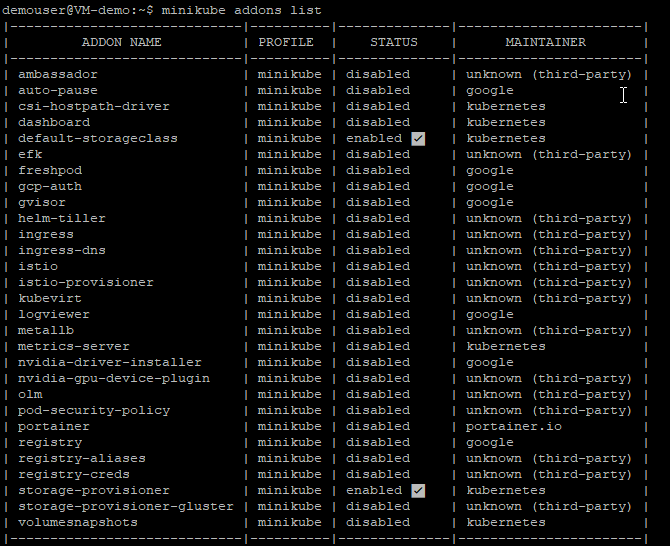 demouser@VM-demo:~$ minikube addons list
|-----------------------------|----------|--------------|-----------------------|
|         ADDON NAME          | PROFILE  |    STATUS    |      MAINTAINER       |
|-----------------------------|----------|--------------|-----------------------|
| ambassador                  | minikube | disabled     | unknown (third-party) |
| auto-pause                  | minikube | disabled     | google                |
| csi-hostpath-driver         | minikube | disabled     | kubernetes            |
| dashboard                   | minikube | disabled     | kubernetes            |
| default-storageclass        | minikube | enabled ✅   | kubernetes            |
| efk                         | minikube | disabled     | unknown (third-party) |
| freshpod                    | minikube | disabled     | google                |
| gcp-auth                    | minikube | disabled     | google                |
| gvisor                      | minikube | disabled     | google                |
| helm-tiller                 | minikube | disabled     | unknown (third-party) |
| ingress                     | minikube | disabled     | unknown (third-party) |
| ingress-dns                 | minikube | disabled     | unknown (third-party) |
| istio                       | minikube | disabled     | unknown (third-party) |
| istio-provisioner           | minikube | disabled     | unknown (third-party) |
| kubevirt                    | minikube | disabled     | unknown (third-party) |
| logviewer                   | minikube | disabled     | google                |
| metallb                     | minikube | disabled     | unknown (third-party) |
| metrics-server              | minikube | disabled     | kubernetes            |
| nvidia-driver-installer     | minikube | disabled     | google                |
| nvidia-gpu-device-plugin    | minikube | disabled     | unknown (third-party) |
| olm                         | minikube | disabled     | unknown (third-party) |
| pod-security-policy         | minikube | disabled     | unknown (third-party) |
| portainer                   | minikube | disabled     | portainer.io          |
| registry                    | minikube | disabled     | google                |
| registry-aliases            | minikube | disabled     | unknown (third-party) |
| registry-creds              | minikube | disabled     | unknown (third-party) |
| storage-provisioner         | minikube | enabled ✅   | kubernetes            |
| storage-provisioner-gluster | minikube | disabled     | unknown (third-party) |
| volumesnapshots             | minikube | disabled     | kubernetes            |
|-----------------------------|----------|--------------|-----------------------|